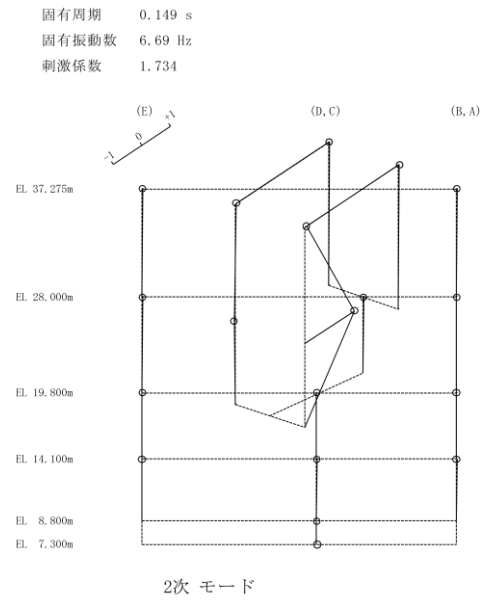 固有周期 0.149 s
固有振動数 6.69 Hz
刺激係数 1.734
(E) (D,C) (B,A)
-1 0 +1
EL 37.275m
EL 28.000m
EL 19.800m
EL 14.100m
EL 8.800m
EL 7.300m
2次 モード